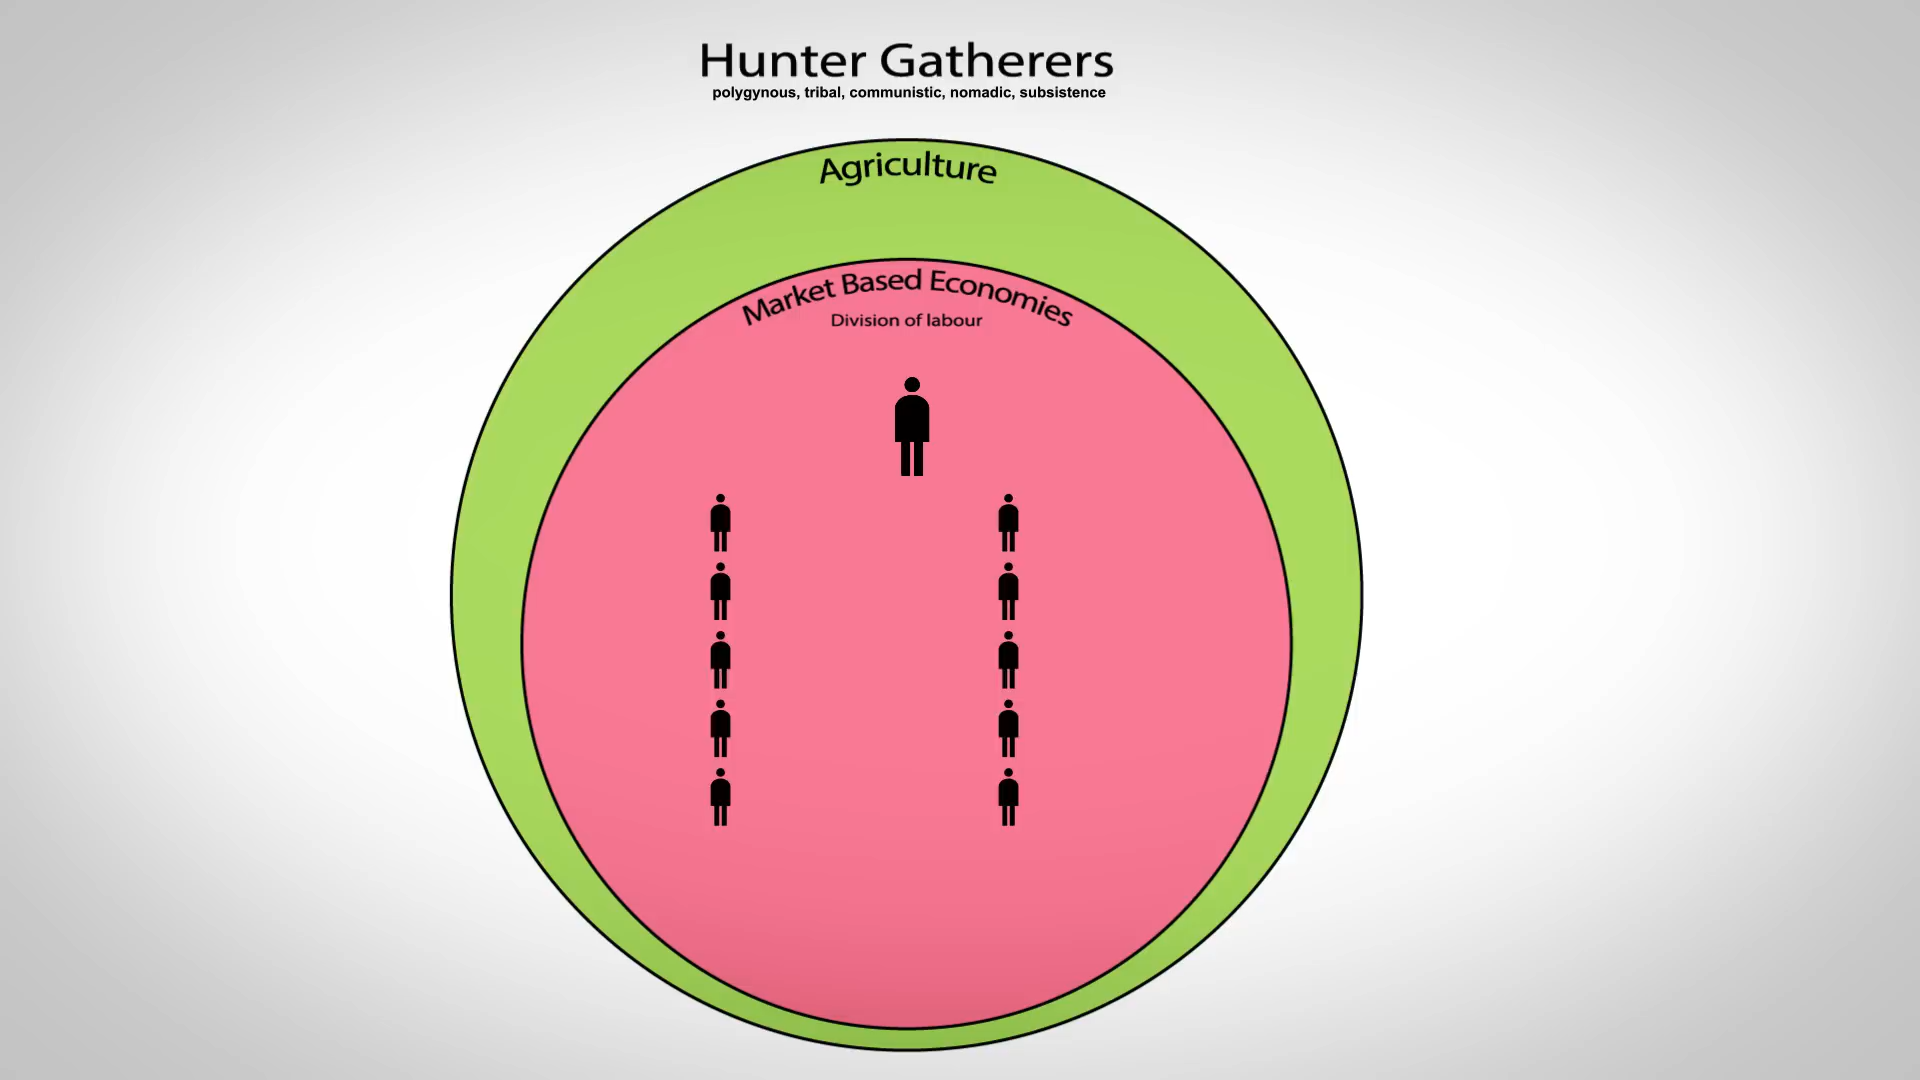 Hunter Gatherers
polygynous, tribal, communistic, nomadic, subsistence
Agriculture
Market Based Economies
Division of labour